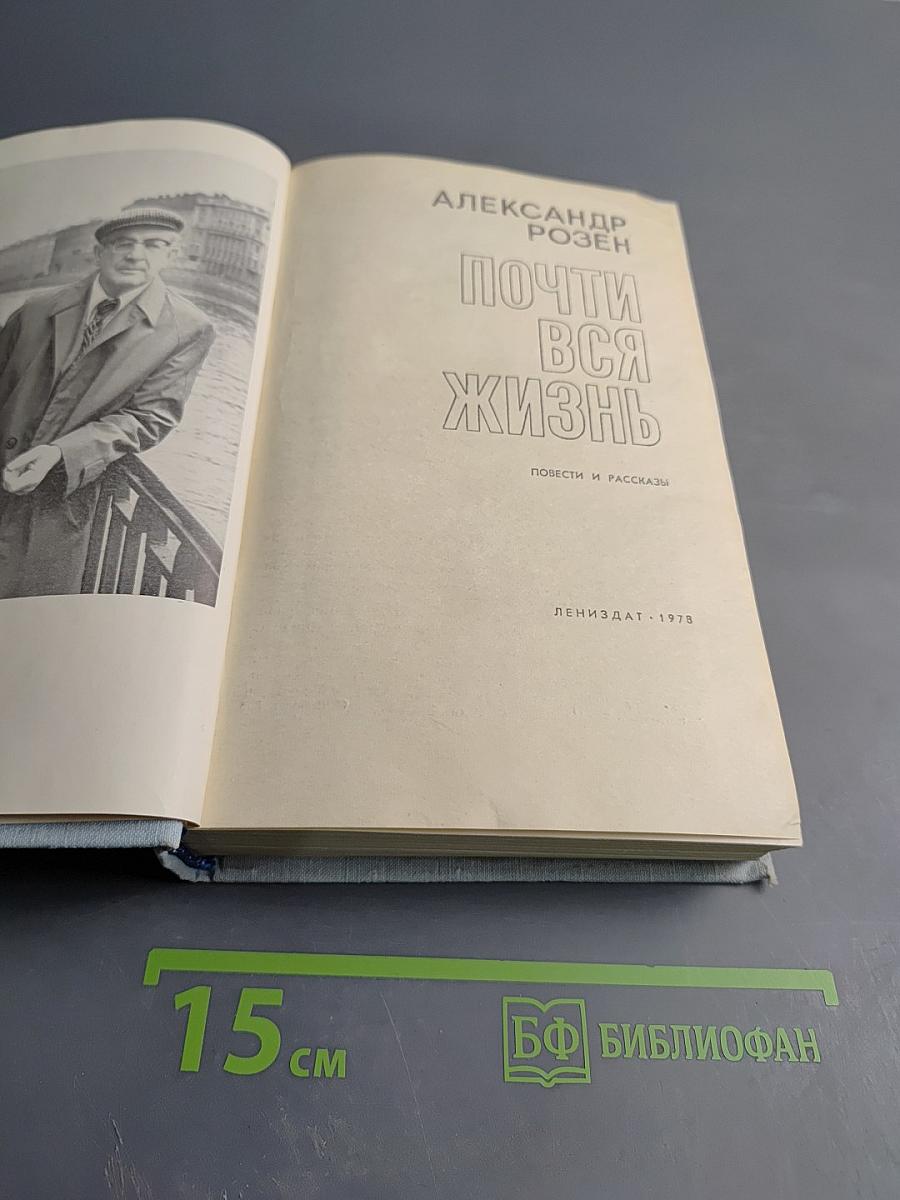 АЛЕКСАНДР
РОЗЕН
ПОЧТИ
ВСЯ
ЖИЗНЬ
ПОВЕСТИ И РАССКАЗЫ
ЛЕНИЗДАТ · 1978
15 СМ
БФ БИБЛИОФАН